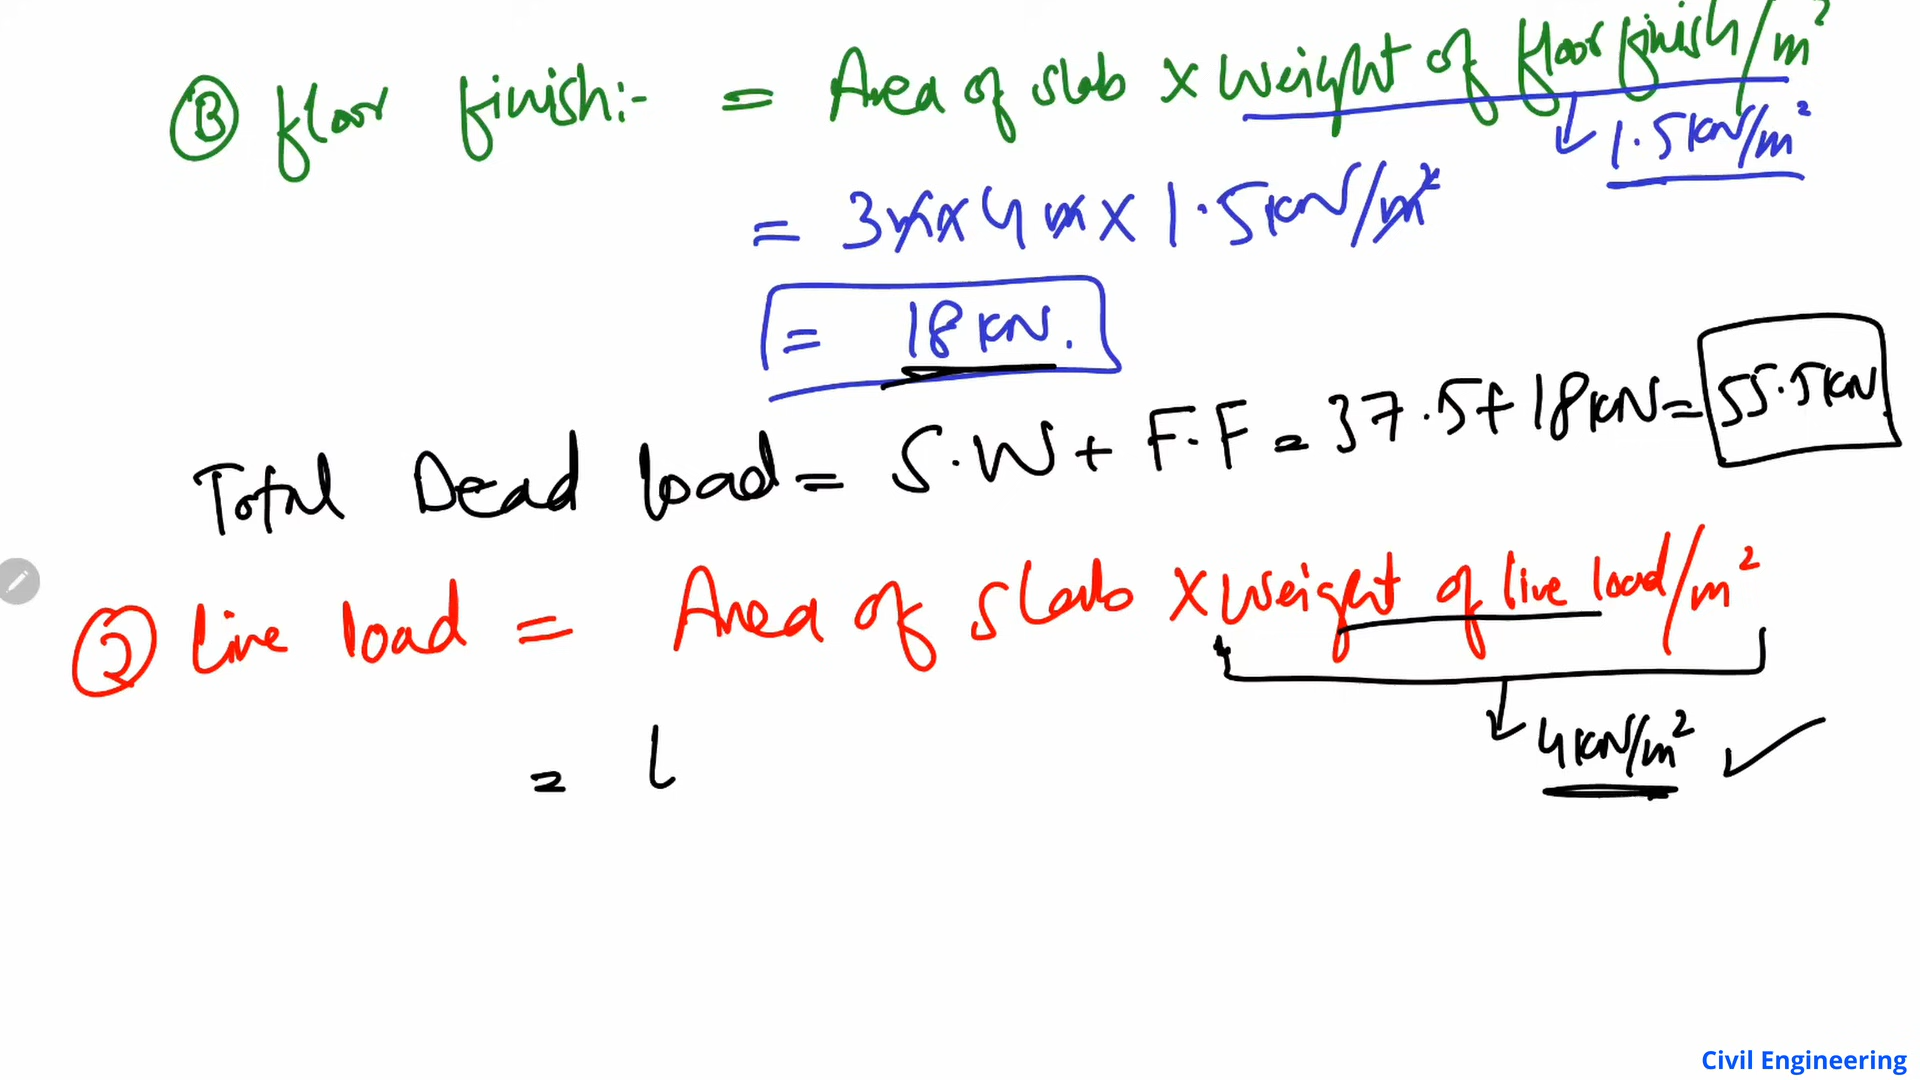 Ⓑ floor finish:- = Area of slab × weight of floor finish/m²
↓ 1.5KN/m²
= 3m × 4m × 1.5KN/m²
= 18 KN.
Total Dead load = S.W + F.F = 37.5 + 18KN = 55.5KN
② Live load = Area of slab × weight of live load/m²
↓ 4KN/m² ✓
= l
Civil Engineering